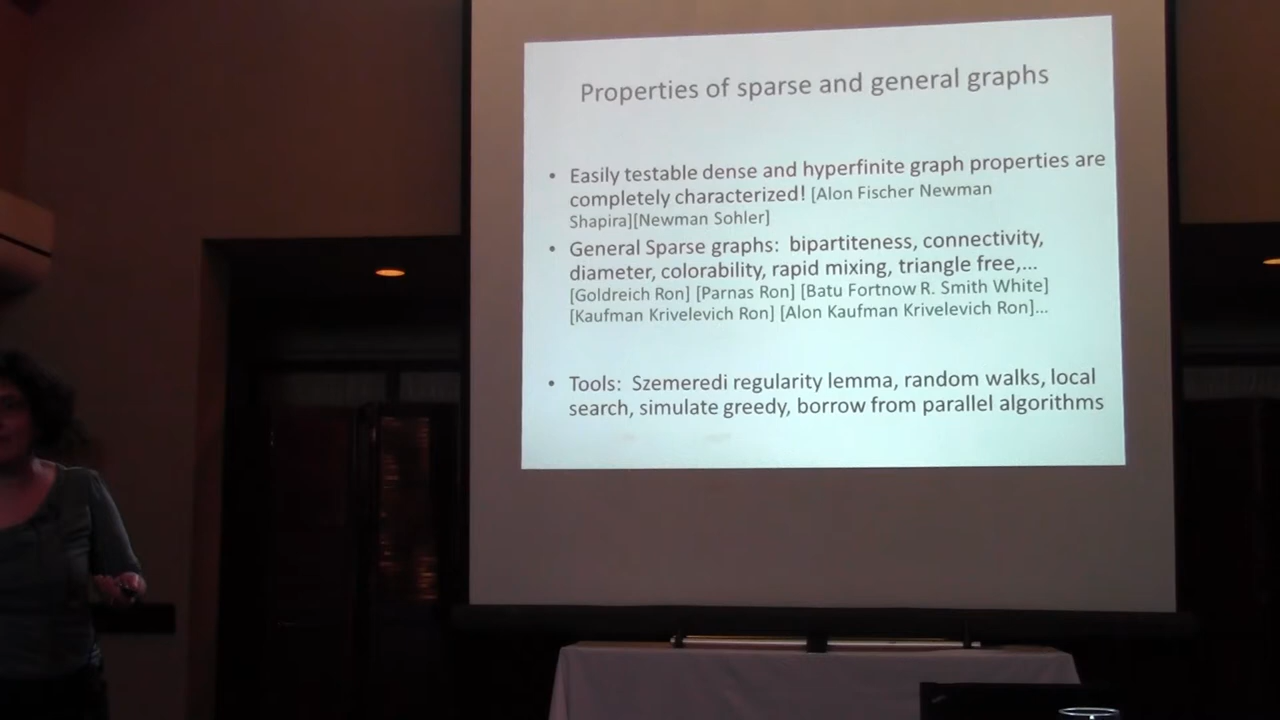 Properties of sparse and general graphs
• Easily testable dense and hyperfinite graph properties are
completely characterized! [Alon Fischer Newman
Shapira][Newman Sohler]
• General Sparse graphs: bipartiteness, connectivity,
diameter, colorability, rapid mixing, triangle free,...
[Goldreich Ron] [Parnas Ron] [Batu Fortnow R. Smith White]
[Kaufman Krivelevich Ron] [Alon Kaufman Krivelevich Ron]...
• Tools: Szemeredi regularity lemma, random walks, local
search, simulate greedy, borrow from parallel algorithms